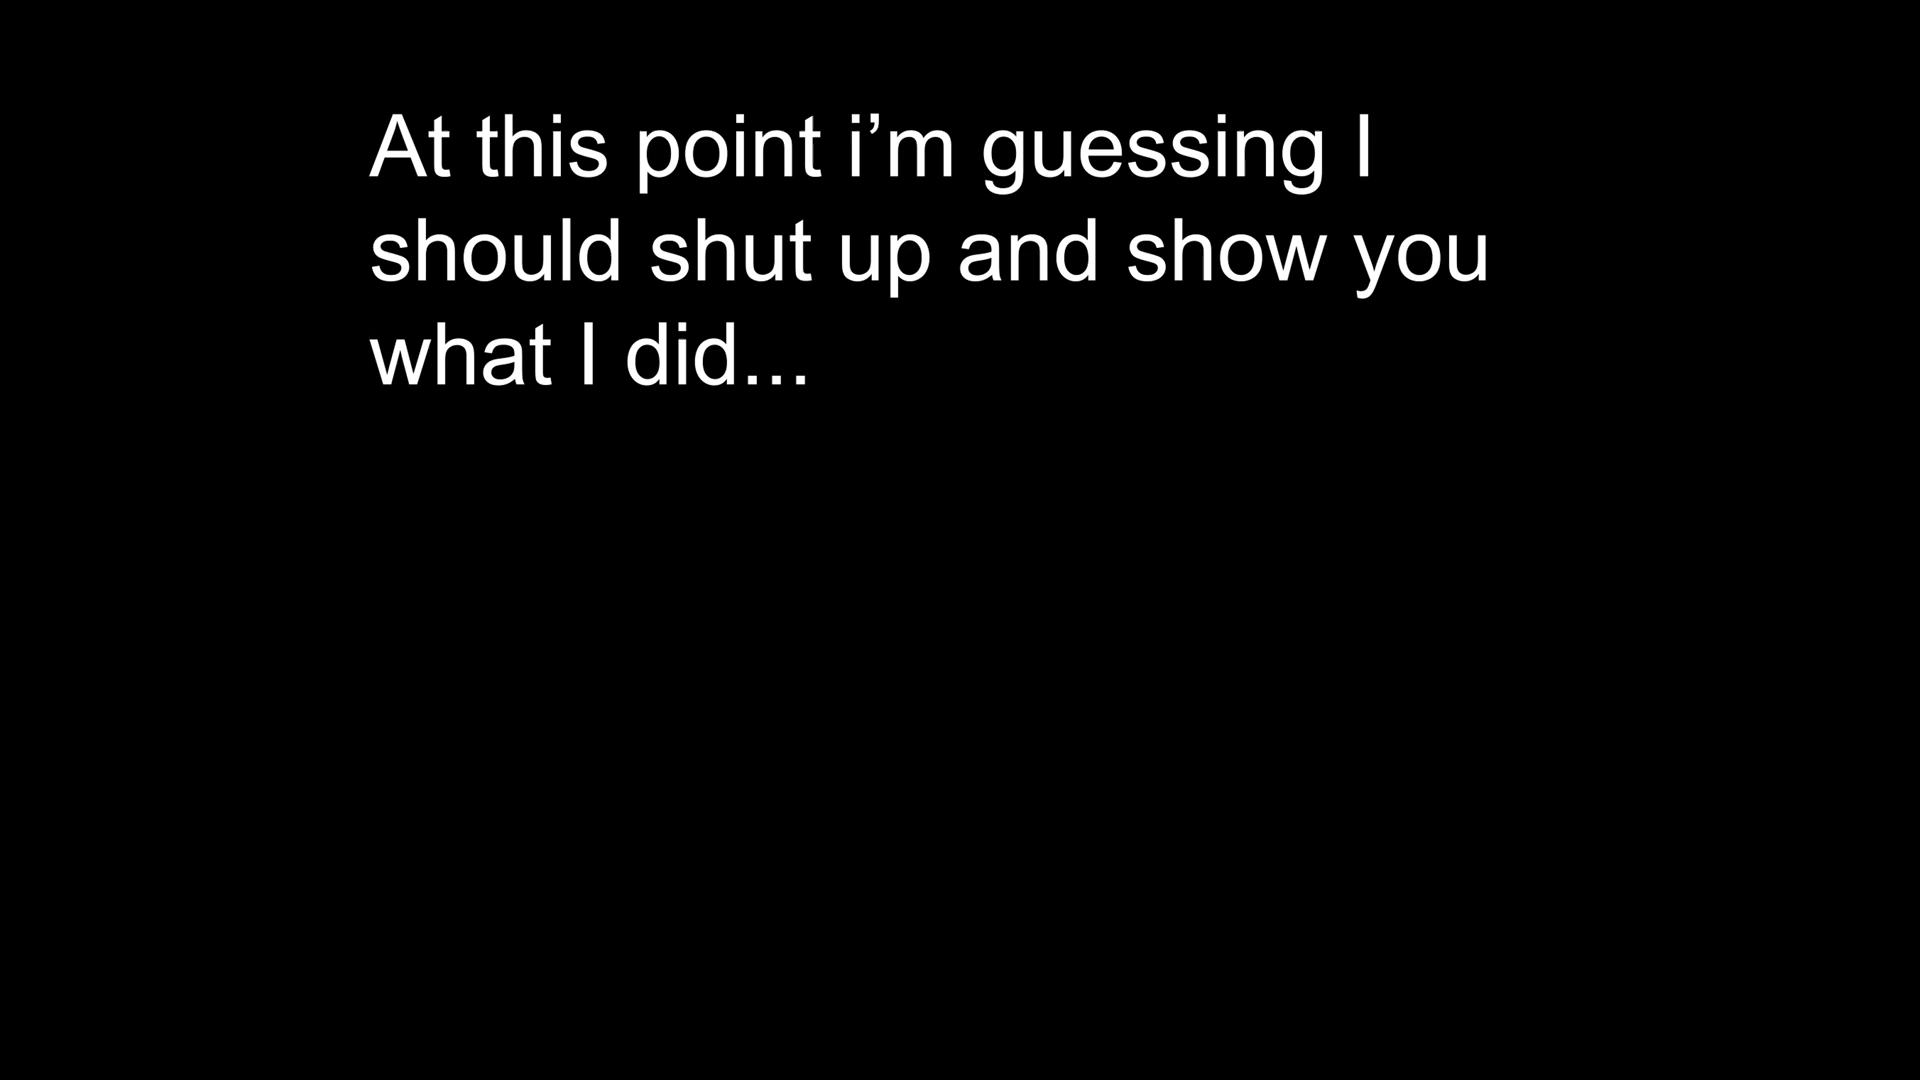 At this point i’m guessing I
should shut up and show you
what I did...